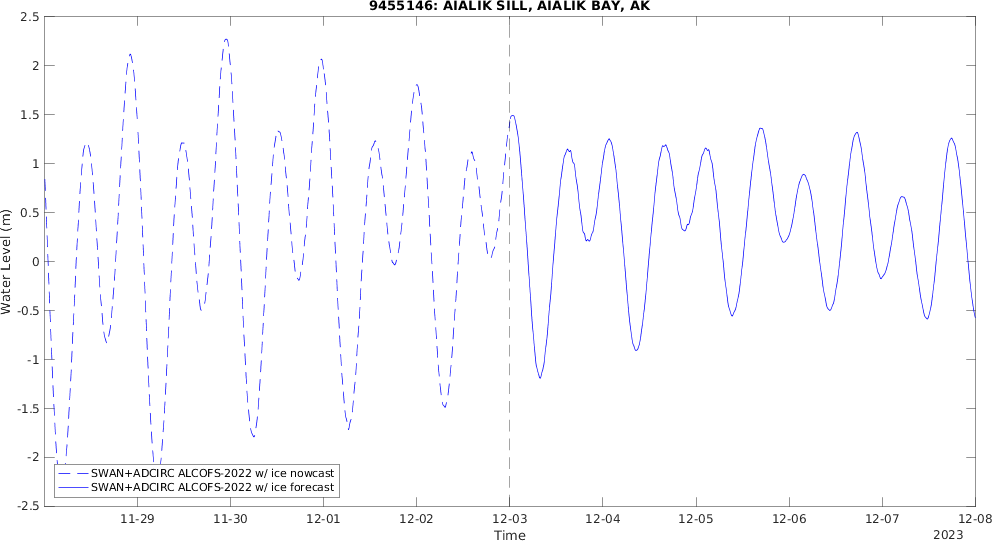 9455146: AIALIK SILL, AIALIK BAY, AK
2.5
2
1.5
1
0.5
0
-0.5
-1
-1.5
-2
-2.5
Water Level (m)
SWAN+ADCIRC ALCOFS-2022 w/ ice nowcast
SWAN+ADCIRC ALCOFS-2022 w/ ice forecast
11-29 11-30 12-01 12-02 12-03 12-04 12-05 12-06 12-07 12-08
Time
2023